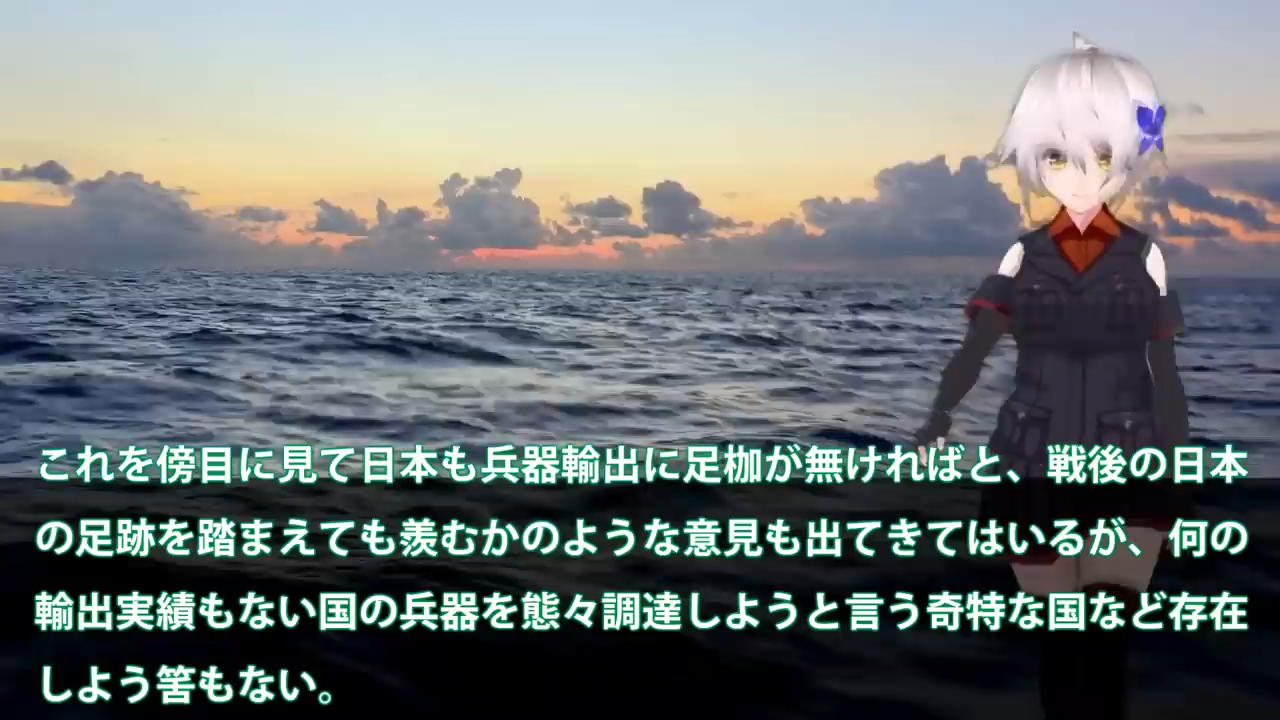 これを傍目に見て日本も兵器輸出に足枷が無ければと、戦後の日本
の足跡を踏まえても羨むかのような意見も出てきてはいるが、何の
輸出実績もない国の兵器を態々調達しようと言う奇特な国など存在
しよう筈もない。